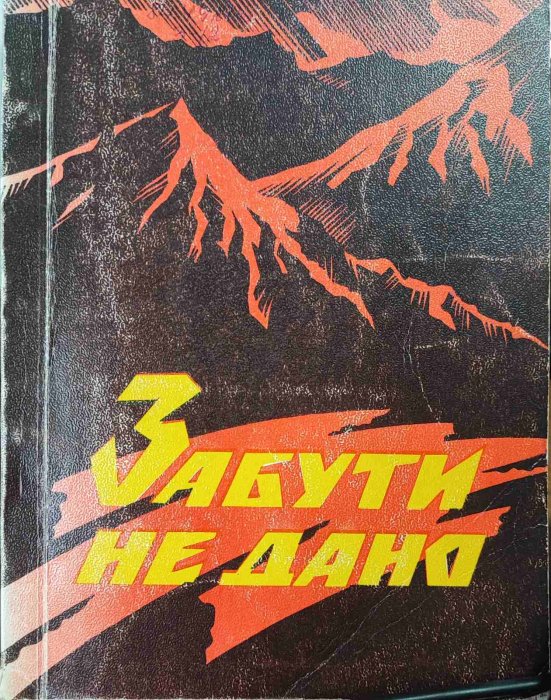 Забути
не дано